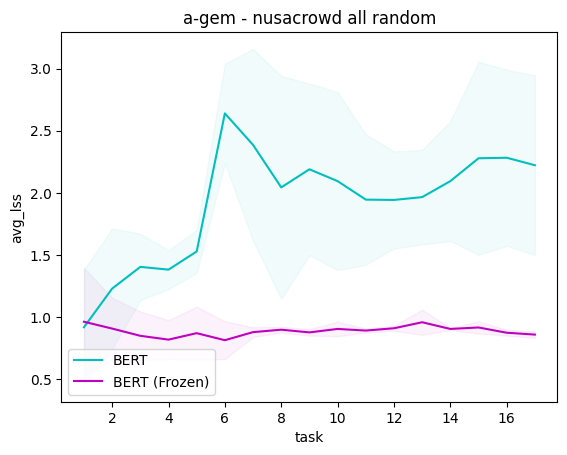 a-gem - nusacrowd all random
avg_lss
3.0
2.5
2.0
1.5
1.0
0.5
BERT
BERT (Frozen)
2 4 6 8 10 12 14 16
task